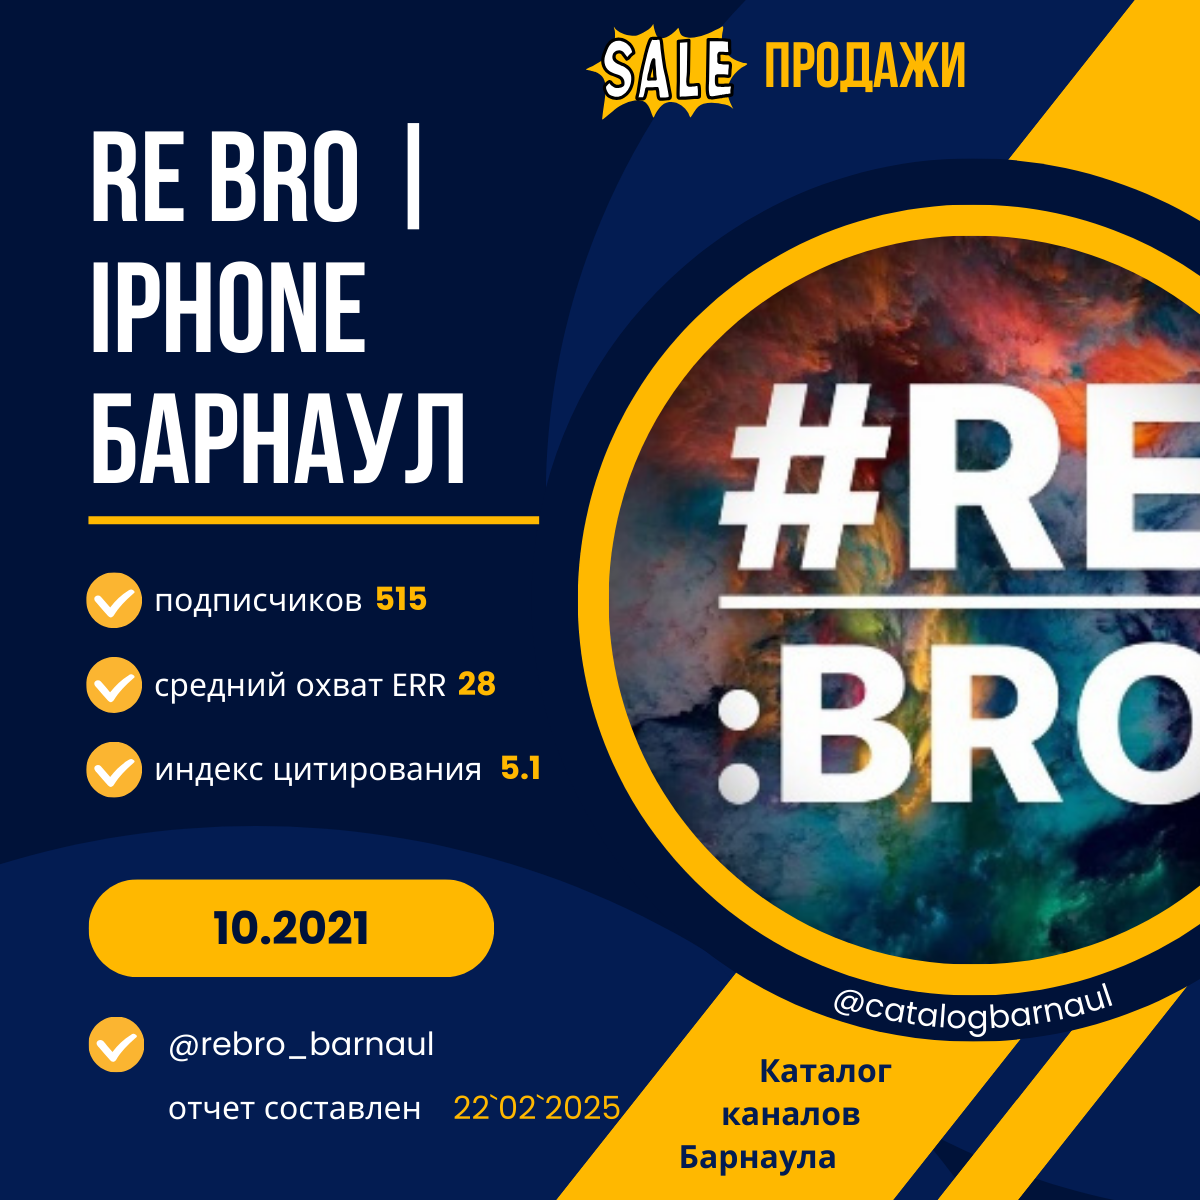 SALE ПРОДАЖИ
RE BRO |
IPHONE
БАРНАУЛ
#RE
:BRO
подписчиков 515
средний охват ERR 28
индекс цитирования 5.1
10.2021
@catalogbarnaul
@rebro_barnaul
отчет составлен 22`02`2025
Каталог
каналов
Барнаула